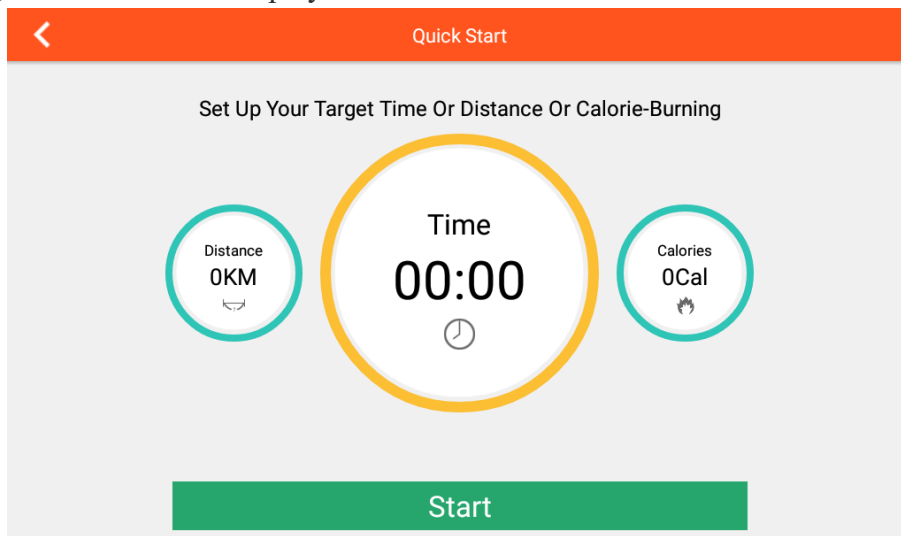 Quick Start
Set Up Your Target Time Or Distance Or Calorie-Burning
Distance
0KM
Time
00:00
Calories
0Cal
Start